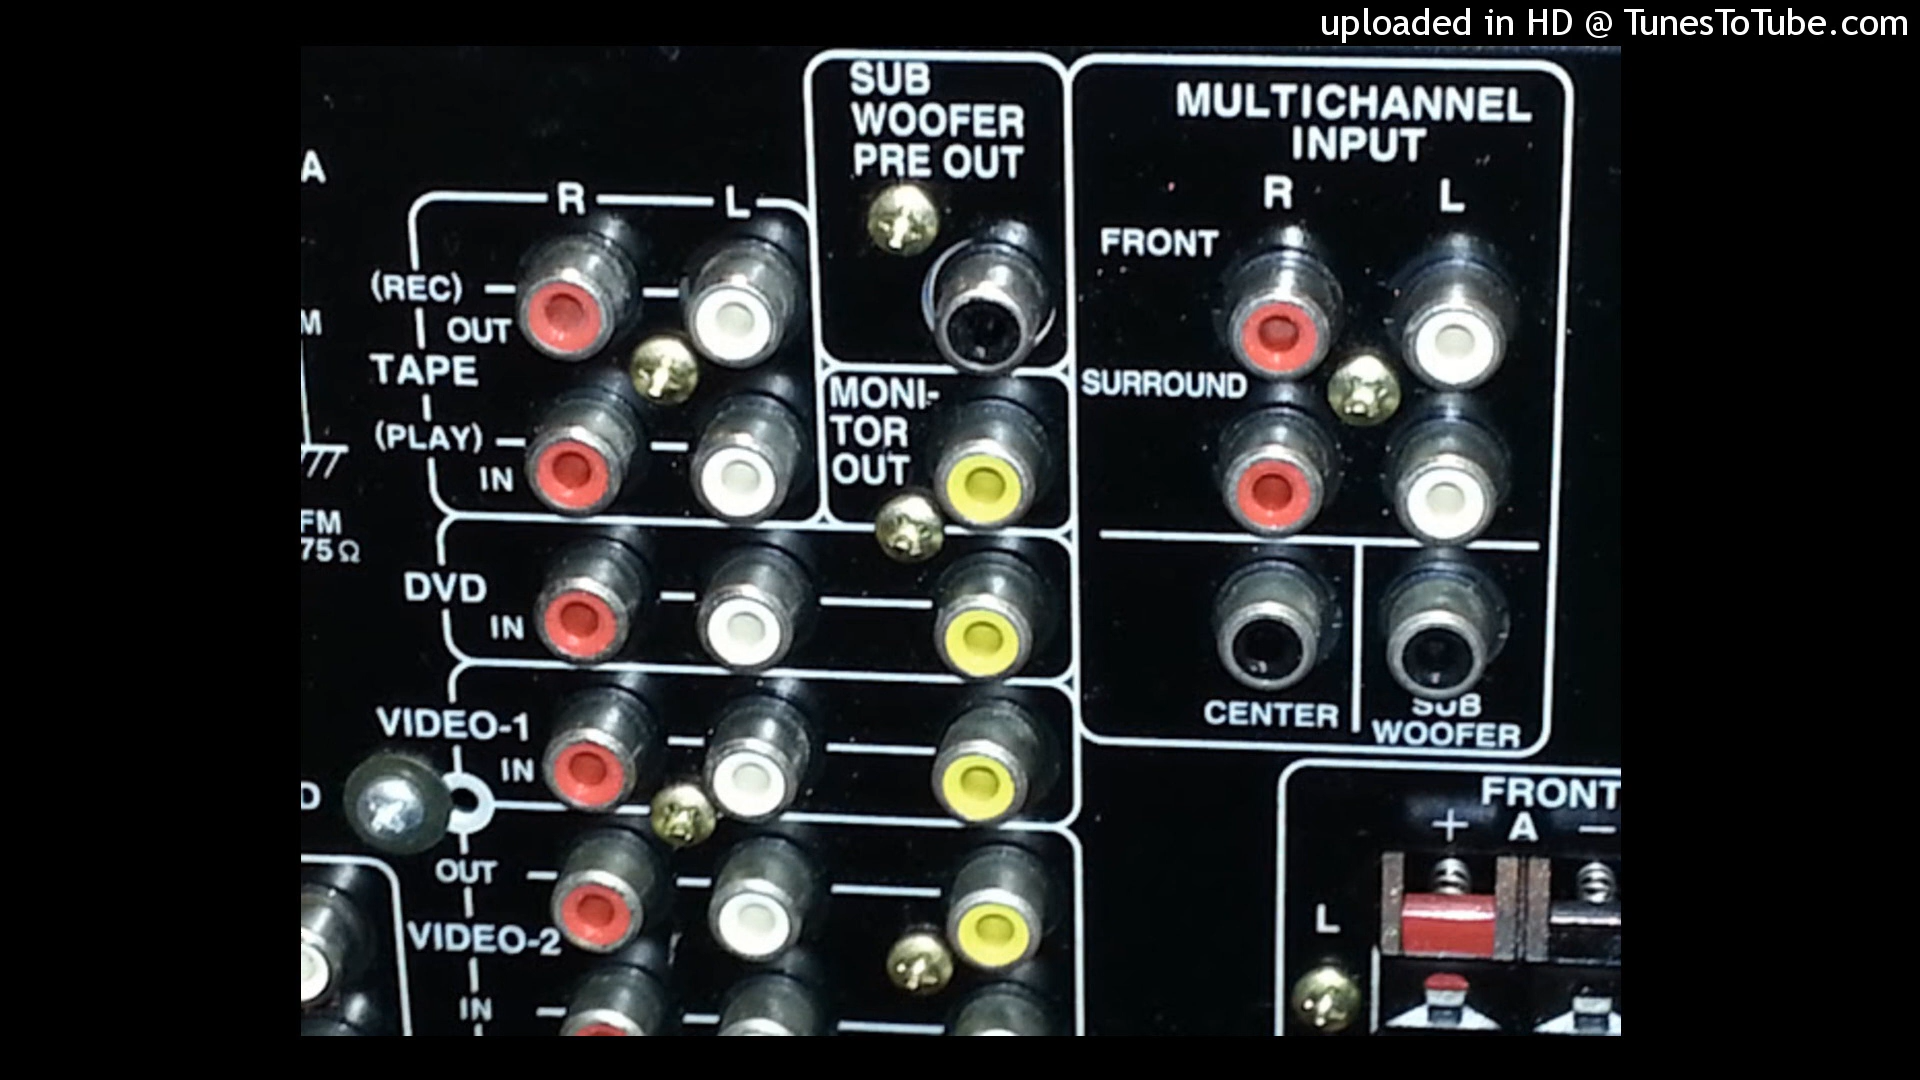 uploaded in HD @ TunesToTube.com
SUB
WOOFER
PRE OUT
MULTICHANNEL
INPUT
R L
FRONT
SURROUND
CENTER
SUB
WOOFER
A
R L
(REC)
OUT
TAPE
(PLAY)
IN
MONI-
TOR
OUT
M
FM
75Ω
DVD
IN
VIDEO-1
IN
D
OUT
VIDEO-2
IN
FRONT
+ A −
L